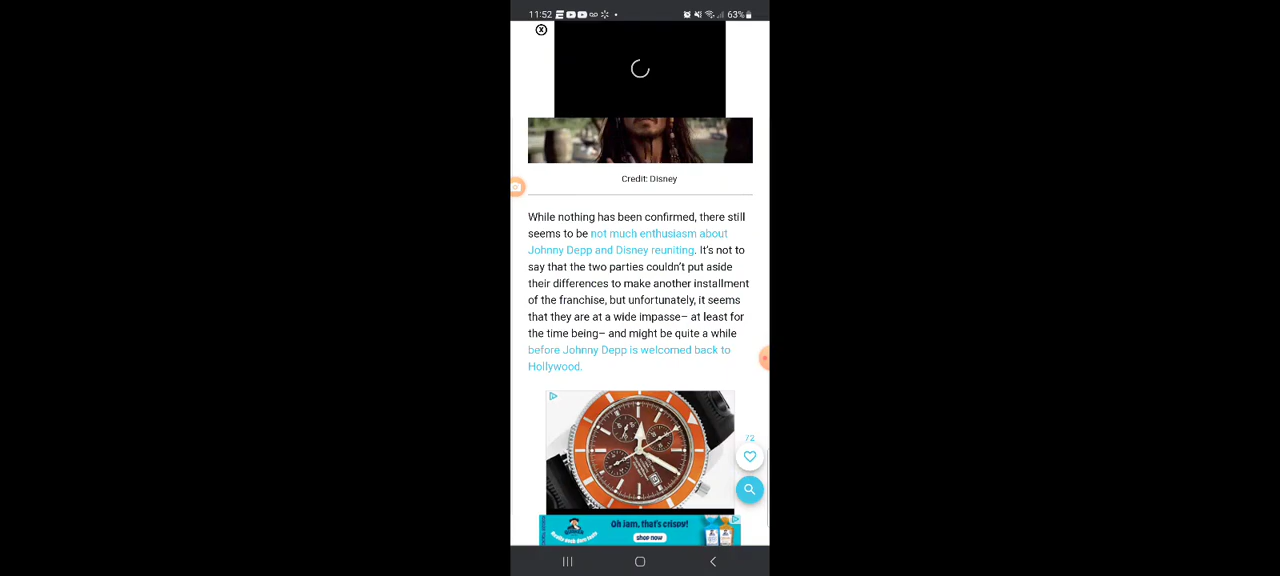 11:52
63%
Credit: Disney
While nothing has been confirmed, there still
seems to be not much enthusiasm about
Johnny Depp and Disney reuniting. It's not to
say that the two parties couldn't put aside
their differences to make another installment
of the franchise, but unfortunately, it seems
that they are at a wide impasse– at least for
the time being– and might be quite a while
before Johnny Depp is welcomed back to
Hollywood.
72
Oh jam, that's crispy!
shop now